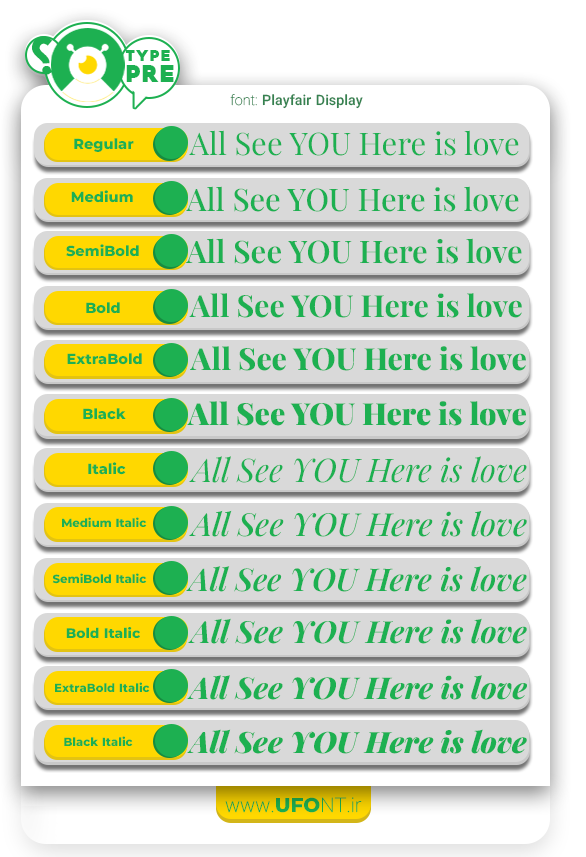 TYPE
PRE
font: Playfair Display
Regular All See YOU Here is love
Medium All See YOU Here is love
SemiBold All See YOU Here is love
Bold All See YOU Here is love
ExtraBold All See YOU Here is love
Black All See YOU Here is love
Italic All See YOU Here is love
Medium Italic All See YOU Here is love
SemiBold Italic All See YOU Here is love
Bold Italic All See YOU Here is love
ExtraBold Italic All See YOU Here is love
Black Italic All See YOU Here is love
www.UFONT.ir